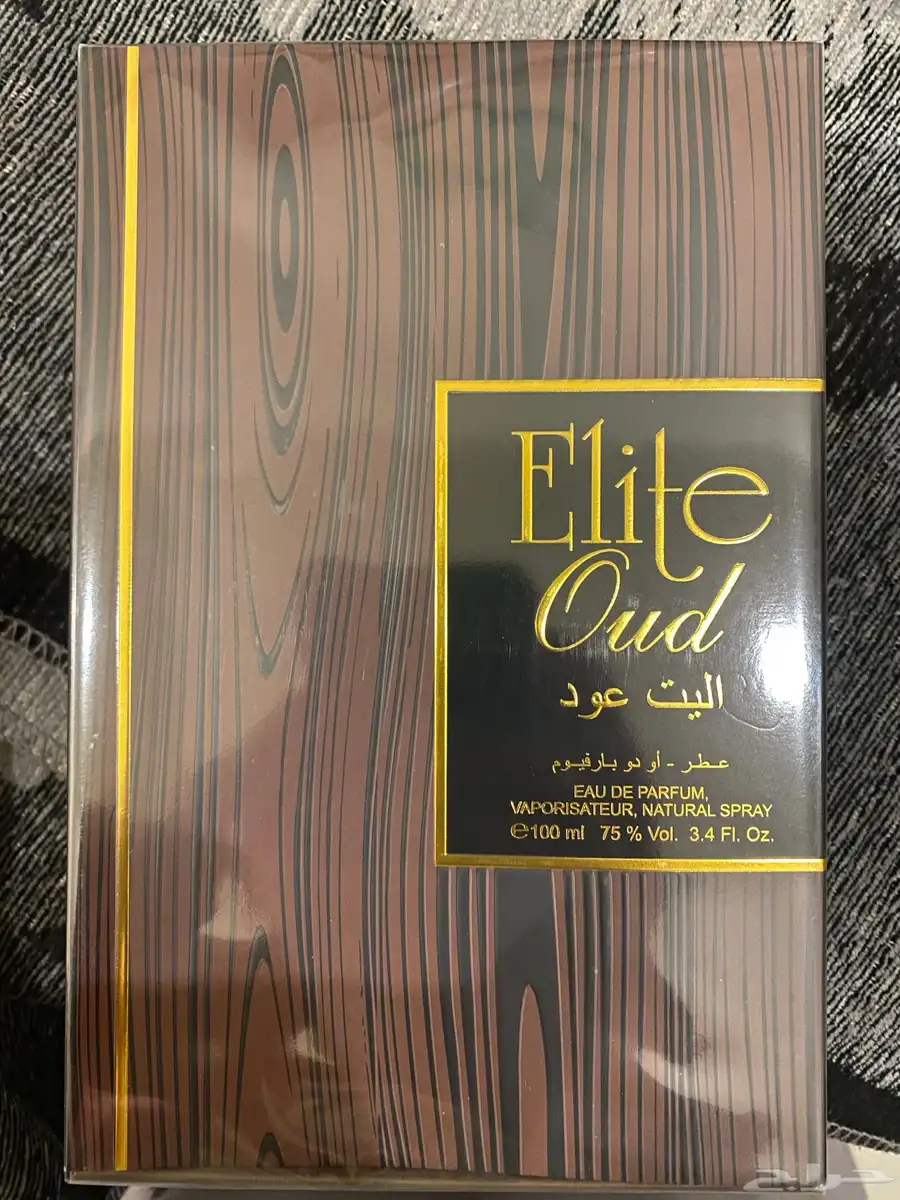 Elite
Oud
اليت عود
عطر - أو دو بارفيوم
EAU DE PARFUM,
VAPORISATEUR, NATURAL SPRAY
℮100 ml 75 % Vol. 3.4 Fl. Oz.
حراج